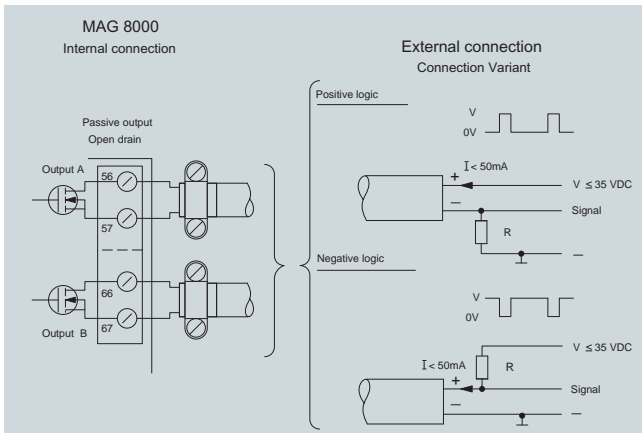 MAG 8000
Internal connection
Passive output
Open drain
Output A
56
57
66
67
Output B
External connection
Connection Variant
Positive logic
V
0V
I < 50mA
+
V ≤ 35 VDC
−
Signal
R
−
Negative logic
V
0V
V ≤ 35 VDC
I < 50mA
R
+
Signal
−
−